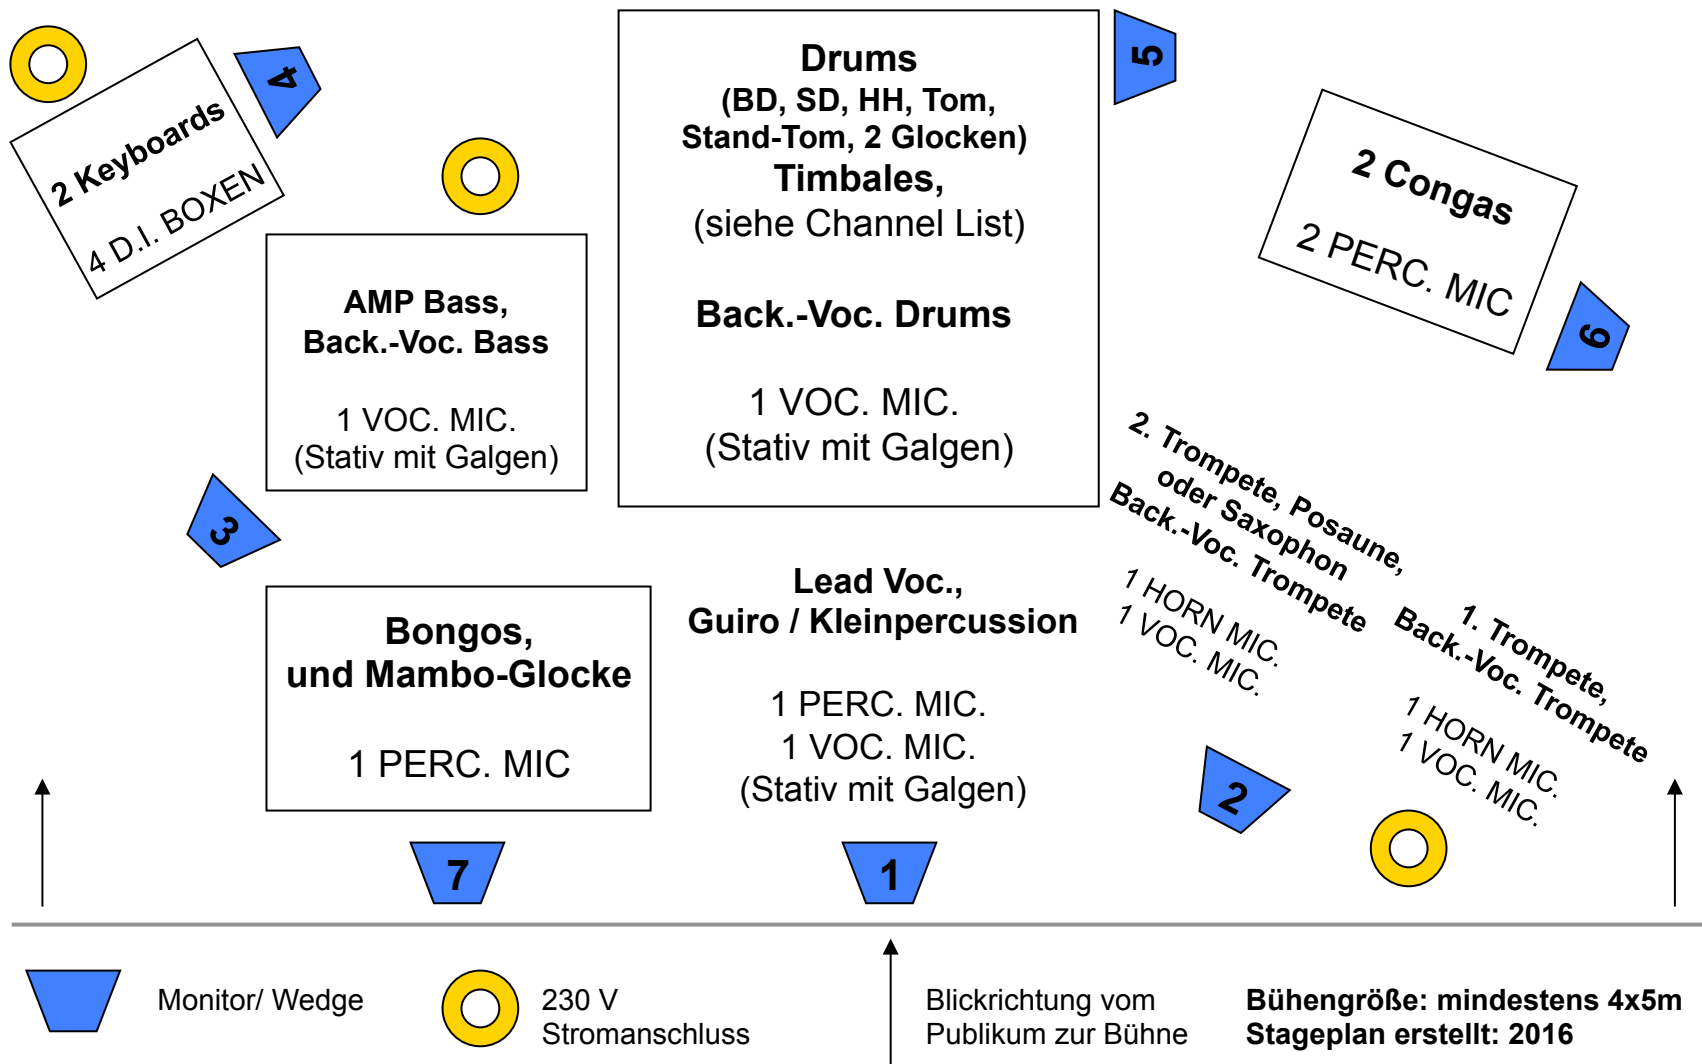 4
2 Keyboards
4 D.I. BOXEN
Drums
(BD, SD, HH, Tom,
Stand-Tom, 2 Glocken)
Timbales,
(siehe Channel List)
Back.-Voc. Drums
1 VOC. MIC.
(Stativ mit Galgen)
5
2 Congas
2 PERC. MIC
6
AMP Bass,
Back.-Voc. Bass
1 VOC. MIC.
(Stativ mit Galgen)
3
2. Trompete, Posaune,
oder Saxophon
Back.-Voc. Trompete
1 HORN MIC.
1 VOC. MIC.
1. Trompete,
Back.-Voc. Trompete
1 HORN MIC.
1 VOC. MIC.
Bongos,
und Mambo-Glocke
1 PERC. MIC
Lead Voc.,
Guiro / Kleinpercussion
1 PERC. MIC.
1 VOC. MIC.
(Stativ mit Galgen)
2
7
1
Monitor/ Wedge
230 V
Stromanschluss
Blickrichtung vom
Publikum zur Bühne
Bühengröße: mindestens 4x5m
Stageplan erstellt: 2016